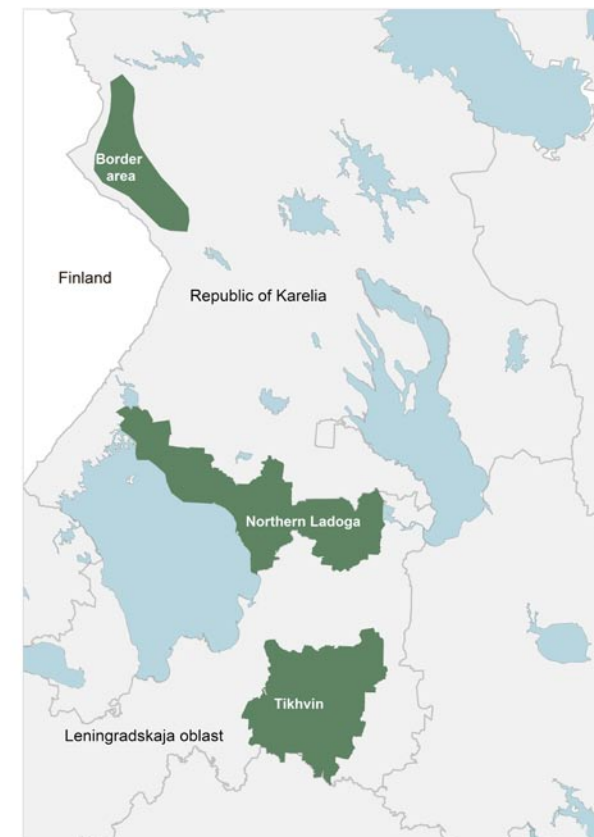 Border
area
Finland
Republic of Karelia
Northern Ladoga
Tikhvin
Leningradskaja oblast